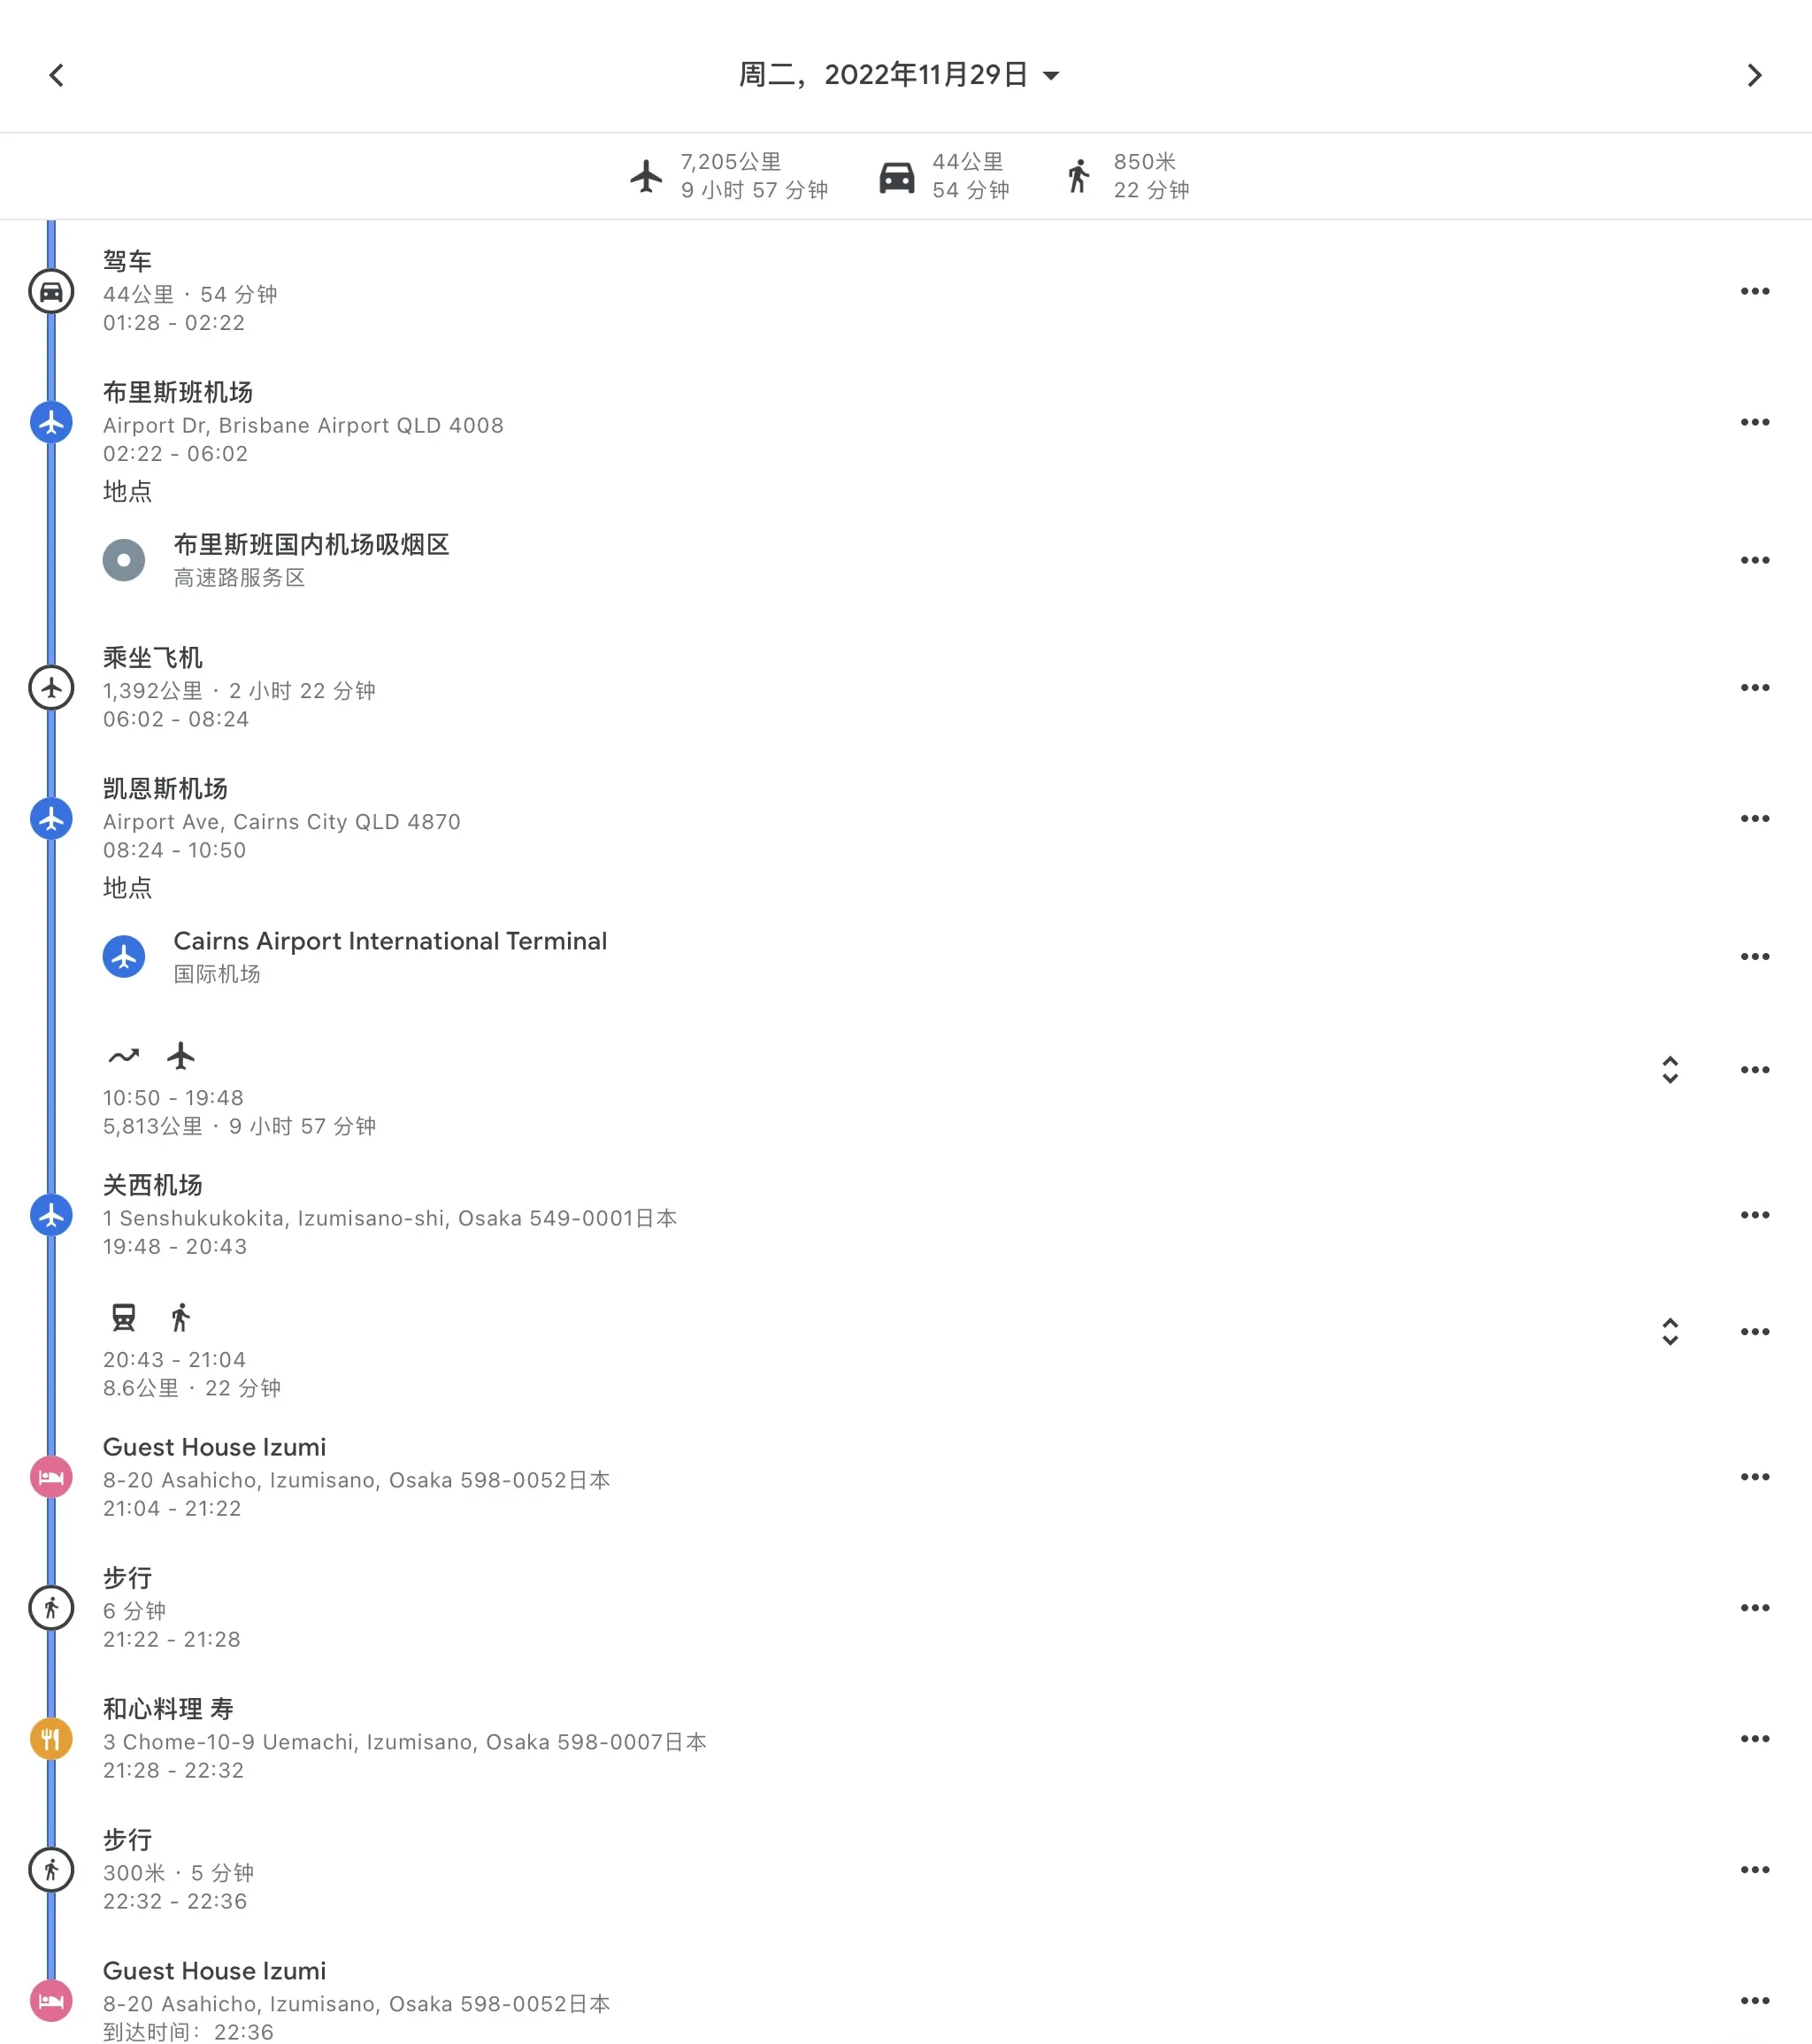 周二，2022年11月29日
7,205公里
9 小时 57 分钟
44公里
54 分钟
850米
22 分钟
驾车
44公里 · 54 分钟
01:28 - 02:22
布里斯班机场
Airport Dr, Brisbane Airport QLD 4008
02:22 - 06:02
地点
布里斯班国内机场吸烟区
高速路服务区
乘坐飞机
1,392公里 · 2 小时 22 分钟
06:02 - 08:24
凯恩斯机场
Airport Ave, Cairns City QLD 4870
08:24 - 10:50
地点
Cairns Airport International Terminal
国际机场
10:50 - 19:48
5,813公里 · 9 小时 57 分钟
关西机场
1 Senshukukokita, Izumisano-shi, Osaka 549-0001日本
19:48 - 20:43
20:43 - 21:04
8.6公里 · 22 分钟
Guest House Izumi
8-20 Asahicho, Izumisano, Osaka 598-0052日本
21:04 - 21:22
步行
6 分钟
21:22 - 21:28
和心料理 寿
3 Chome-10-9 Uemachi, Izumisano, Osaka 598-0007日本
21:28 - 22:32
步行
300米 · 5 分钟
22:32 - 22:36
Guest House Izumi
8-20 Asahicho, Izumisano, Osaka 598-0052日本
到达时间：22:36